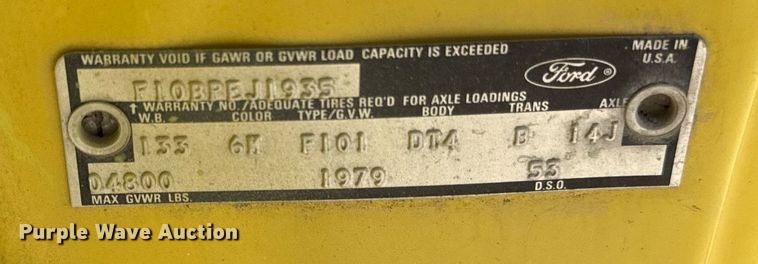 WARRANTY VOID IF GAWR OR GVWR LOAD CAPACITY IS EXCEEDED
Ford ®
MADE IN
U.S.A.
F10BPEJ1935
↑ WARRANTY NO./ADEQUATE TIRES REQ'D FOR AXLE LOADINGS
W.B. COLOR TYPE/G.V.W. BODY TRANS AXLE
133 6K F101 DT4 B 14J
04800 1979 53
MAX GVWR LBS. D.S.O.
Purple Wave Auction